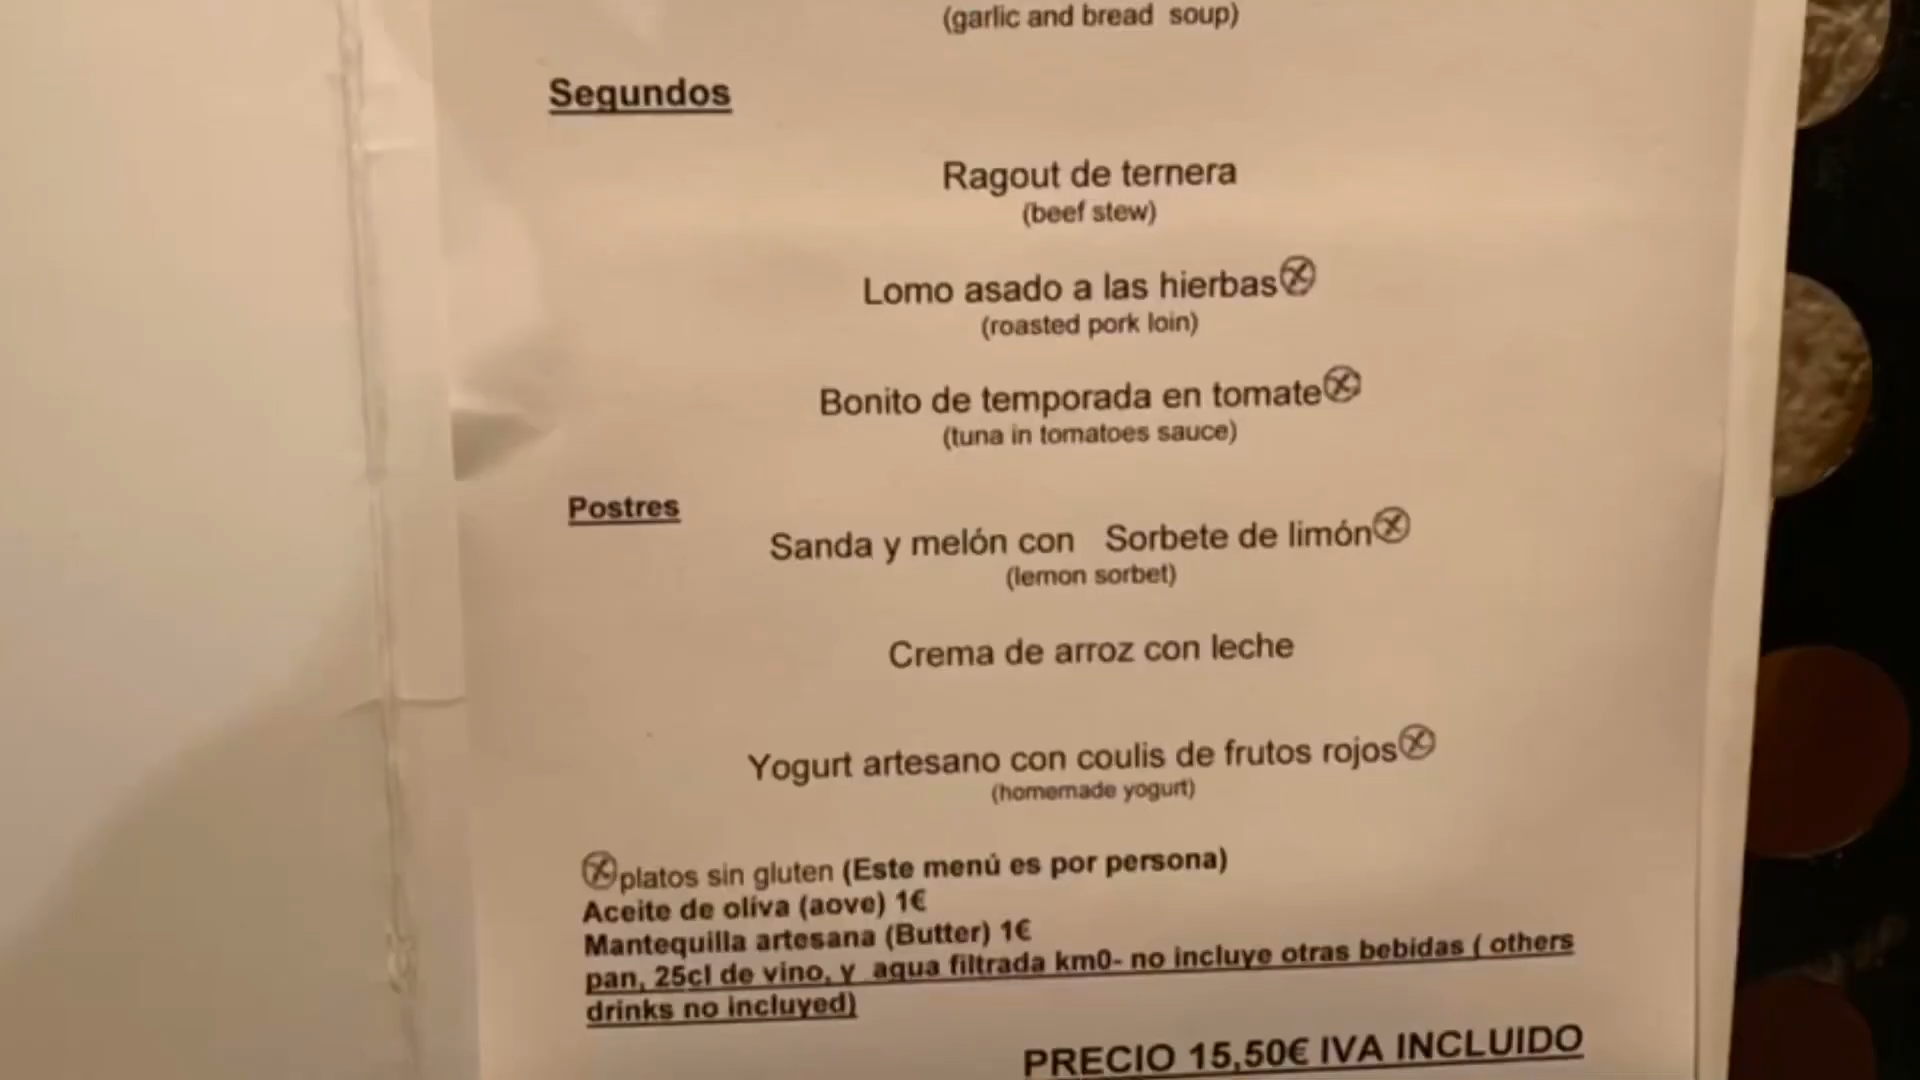 (garlic and bread soup)
Segundos
Ragout de ternera
(beef stew)
Lomo asado a las hierbas
(roasted pork loin)
Bonito de temporada en tomate
(tuna in tomatoes sauce)
Postres
Sanda y melón con Sorbete de limón
(lemon sorbet)
Crema de arroz con leche
Yogurt artesano con coulis de frutos rojos
(homemade yogurt)
platos sin gluten (Este menú es por persona)
Aceite de oliva (aove) 1€
Mantequilla artesana (Butter) 1€
pan, 25cl de vino, y agua filtrada km0- no incluye otras bebidas ( others
drinks no incluyed)
PRECIO 15,50€ IVA INCLUIDO